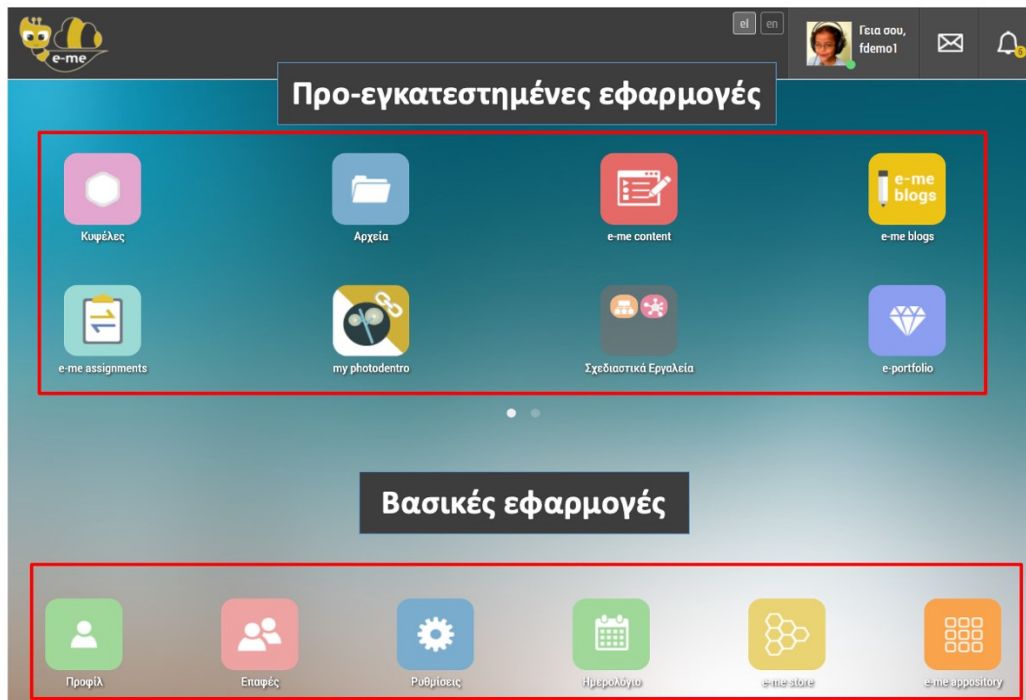 e-me
el en
Γεια σου,
fdemo1
6
Προ-εγκατεστημένες εφαρμογές
e-me
blogs
Κυψέλες Αρχεία e-me content e-me blogs
e-me assignments my photodentro Σχεδιαστικά Εργαλεία e-portfolio
Βασικές εφαρμογές
Προφίλ Επαφές Ρυθμίσεις Ημερολόγιο e-me store e-me appository